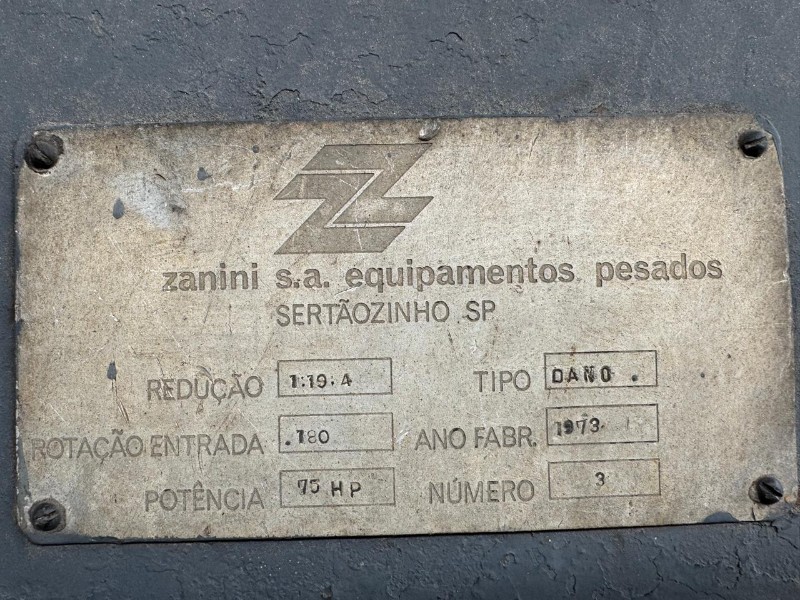 zanini s.a. equipamentos pesados
SERTÃOZINHO SP
REDUÇÃO 1:19:4 TIPO DANO.
ROTAÇÃO ENTRADA .180 ANO FABR. 1973
POTÊNCIA 75 HP NÚMERO 3